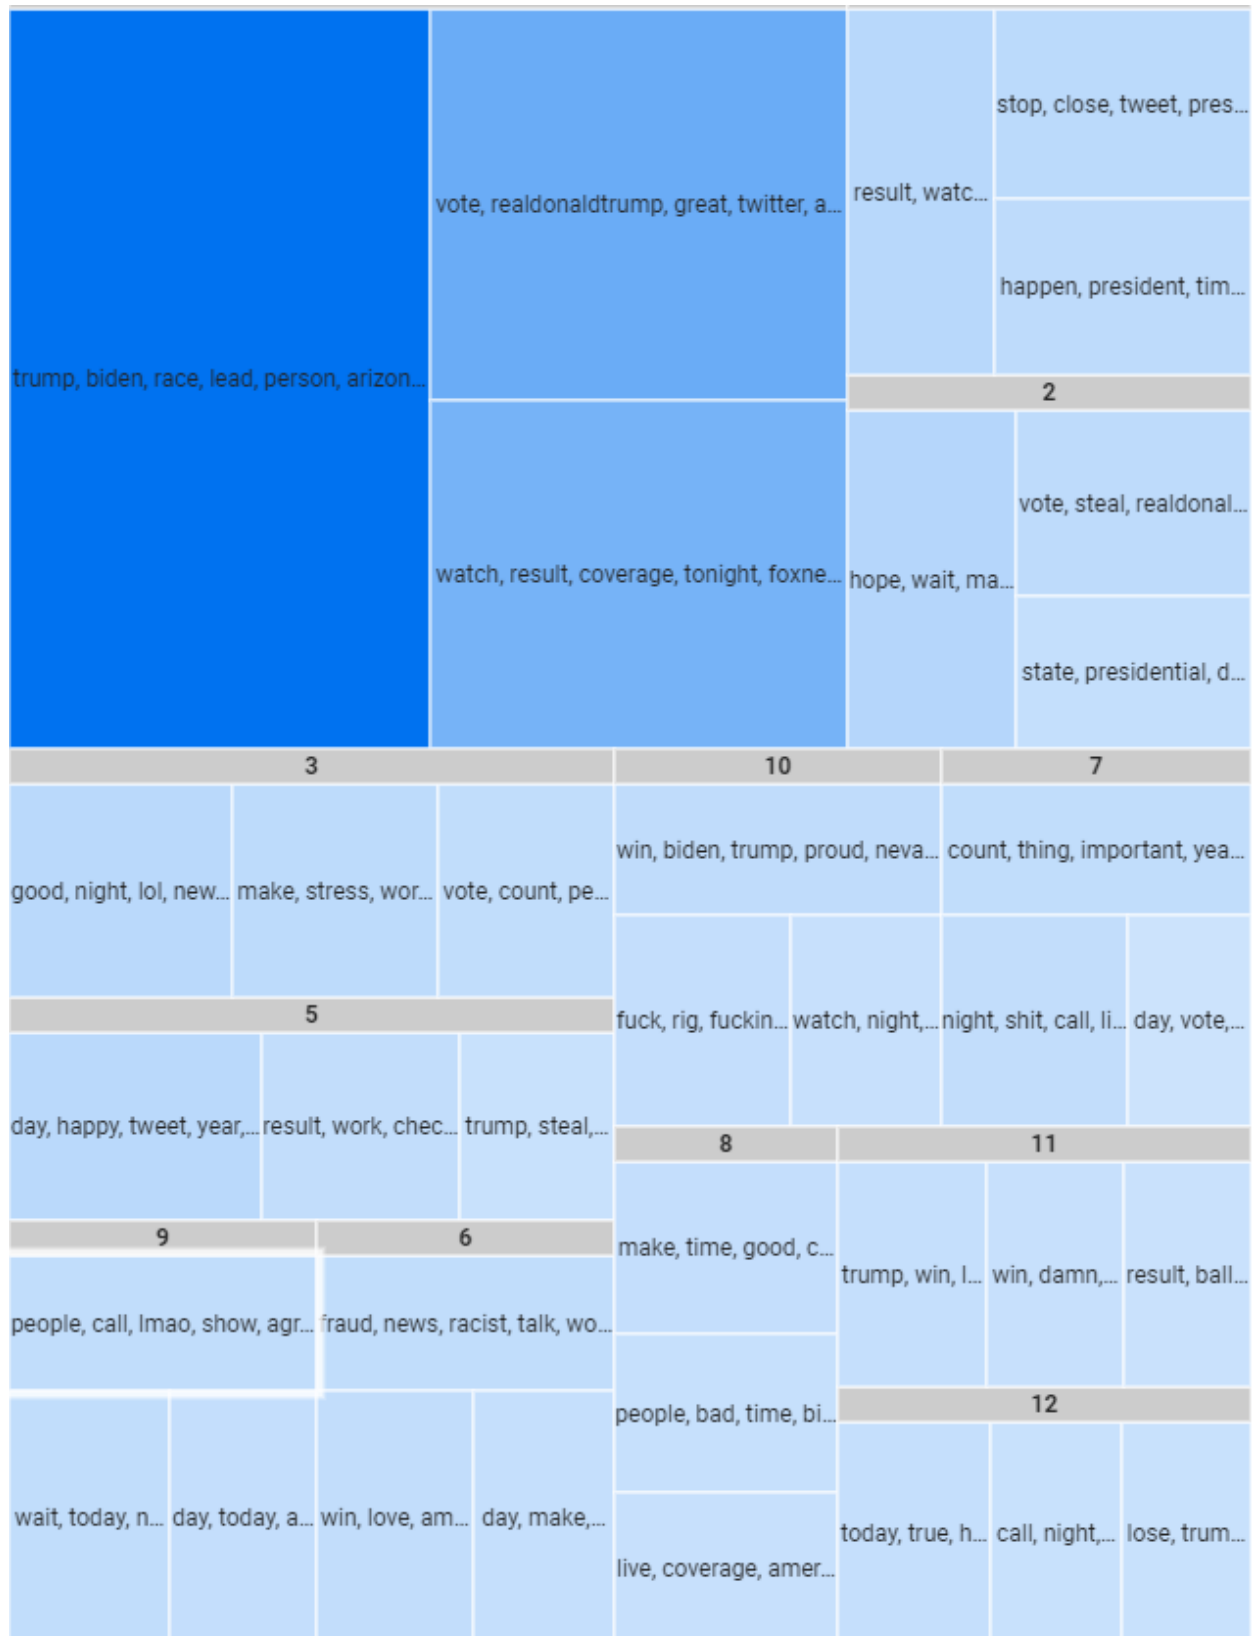 trump, biden, race, lead, person, arizon...
vote, realdonaldtrump, great, twitter, a...
watch, result, coverage, tonight, foxne...
result, watc...
stop, close, tweet, pres...
happen, president, tim...
2
hope, wait, ma...
vote, steal, realdonal...
state, presidential, d...
3
good, night, lol, new...
make, stress, wor...
vote, count, pe...
10
win, biden, trump, proud, neva...
fuck, rig, fuckin...
watch, night,...
7
count, thing, important, yea...
night, shit, call, li...
day, vote,...
5
day, happy, tweet, year,...
result, work, chec...
trump, steal,...
9
people, call, lmao, show, agr...
wait, today, n...
day, today, a...
6
fraud, news, racist, talk, wo...
win, love, am...
day, make,...
8
make, time, good, c...
people, bad, time, bi...
live, coverage, amer...
11
trump, win, l...
win, damn,...
result, ball...
12
today, true, h...
call, night,...
lose, trum...